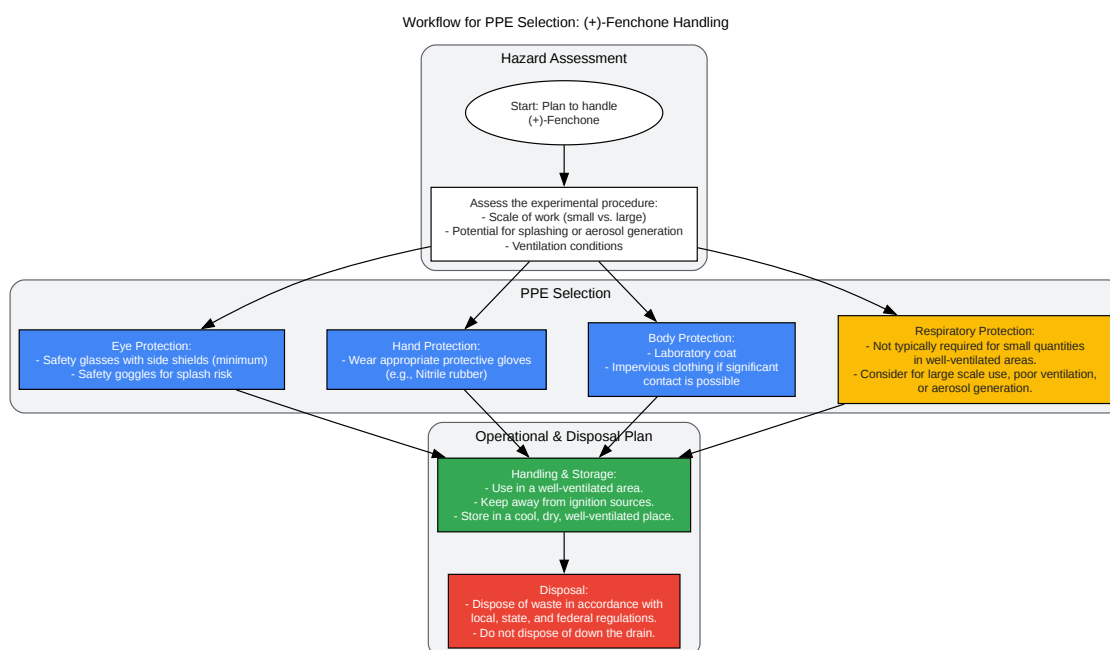 Workflow for PPE Selection: (+)-Fenchone Handling
Hazard Assessment
Start: Plan to handle
(+)-Fenchone
Assess the experimental procedure:
- Scale of work (small vs. large)
- Potential for splashing or aerosol generation
- Ventilation conditions
PPE Selection
Eye Protection:
- Safety glasses with side shields (minimum)
- Safety goggles for splash risk
Hand Protection:
- Wear appropriate protective gloves
(e.g., Nitrile rubber)
Body Protection:
- Laboratory coat
- Impervious clothing if significant
contact is possible
Respiratory Protection:
- Not typically required for small quantities
in well-ventilated areas.
- Consider for large scale use, poor ventilation,
or aerosol generation.
Operational & Disposal Plan
Handling & Storage:
- Use in a well-ventilated area.
- Keep away from ignition sources.
- Store in a cool, dry, well-ventilated place.
Disposal:
- Dispose of waste in accordance with
local, state, and federal regulations.
- Do not dispose of down the drain.